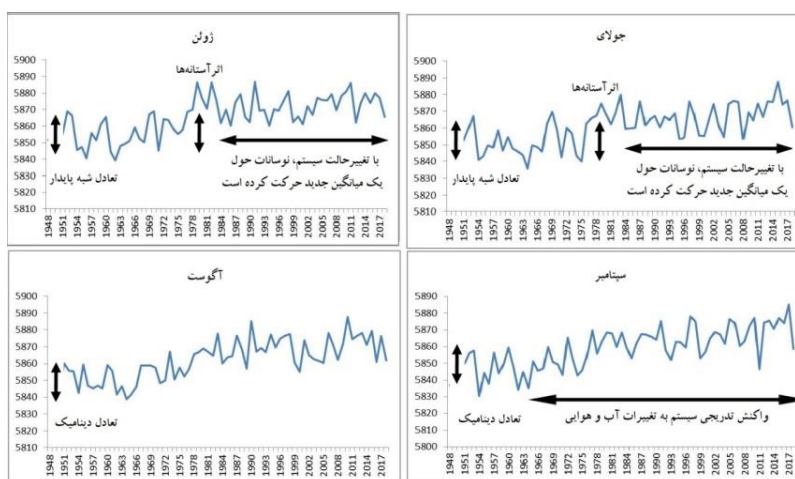 ژوئن
5900
5890
5880
5870
5860
5850
5840
5830
5820
5810
اثر آستانه‌ها
تعادل شبه پایدار
با تغییر حالت سیستم، نوسانات حول
یک میانگین جدید حرکت کرده است
1948 1951 1954 1957 1960 1963 1966 1969 1972 1975 1978 1981 1984 1987 1990 1993 1996 1999 2002 2005 2008 2011 2014 2017
جولای
5900
5890
5880
5870
5860
5850
5840
5830
5820
5810
اثر آستانه‌ها
تعادل شبه پایدار
با تغییر حالت سیستم، نوسانات حول
یک میانگین جدید حرکت کرده است
1948 1951 1954 1957 1960 1963 1966 1969 1972 1975 1978 1981 1984 1987 1990 1993 1996 1999 2002 2005 2008 2011 2014 2017
آگوست
5900
5890
5880
5870
5860
5850
5840
5830
5820
5810
تعادل دینامیک
1948 1951 1954 1957 1960 1963 1966 1969 1972 1975 1978 1981 1984 1987 1990 1993 1996 1999 2002 2005 2008 2011 2014 2017
سپتامبر
5890
5880
5870
5860
5850
5840
5830
5820
5810
5800
تعادل دینامیک
واکنش تدریجی سیستم به تغییرات آب و هوایی
1948 1951 1954 1957 1960 1963 1966 1969 1972 1975 1978 1981 1984 1987 1990 1993 1996 1999 2002 2005 2008 2011 2014 2017